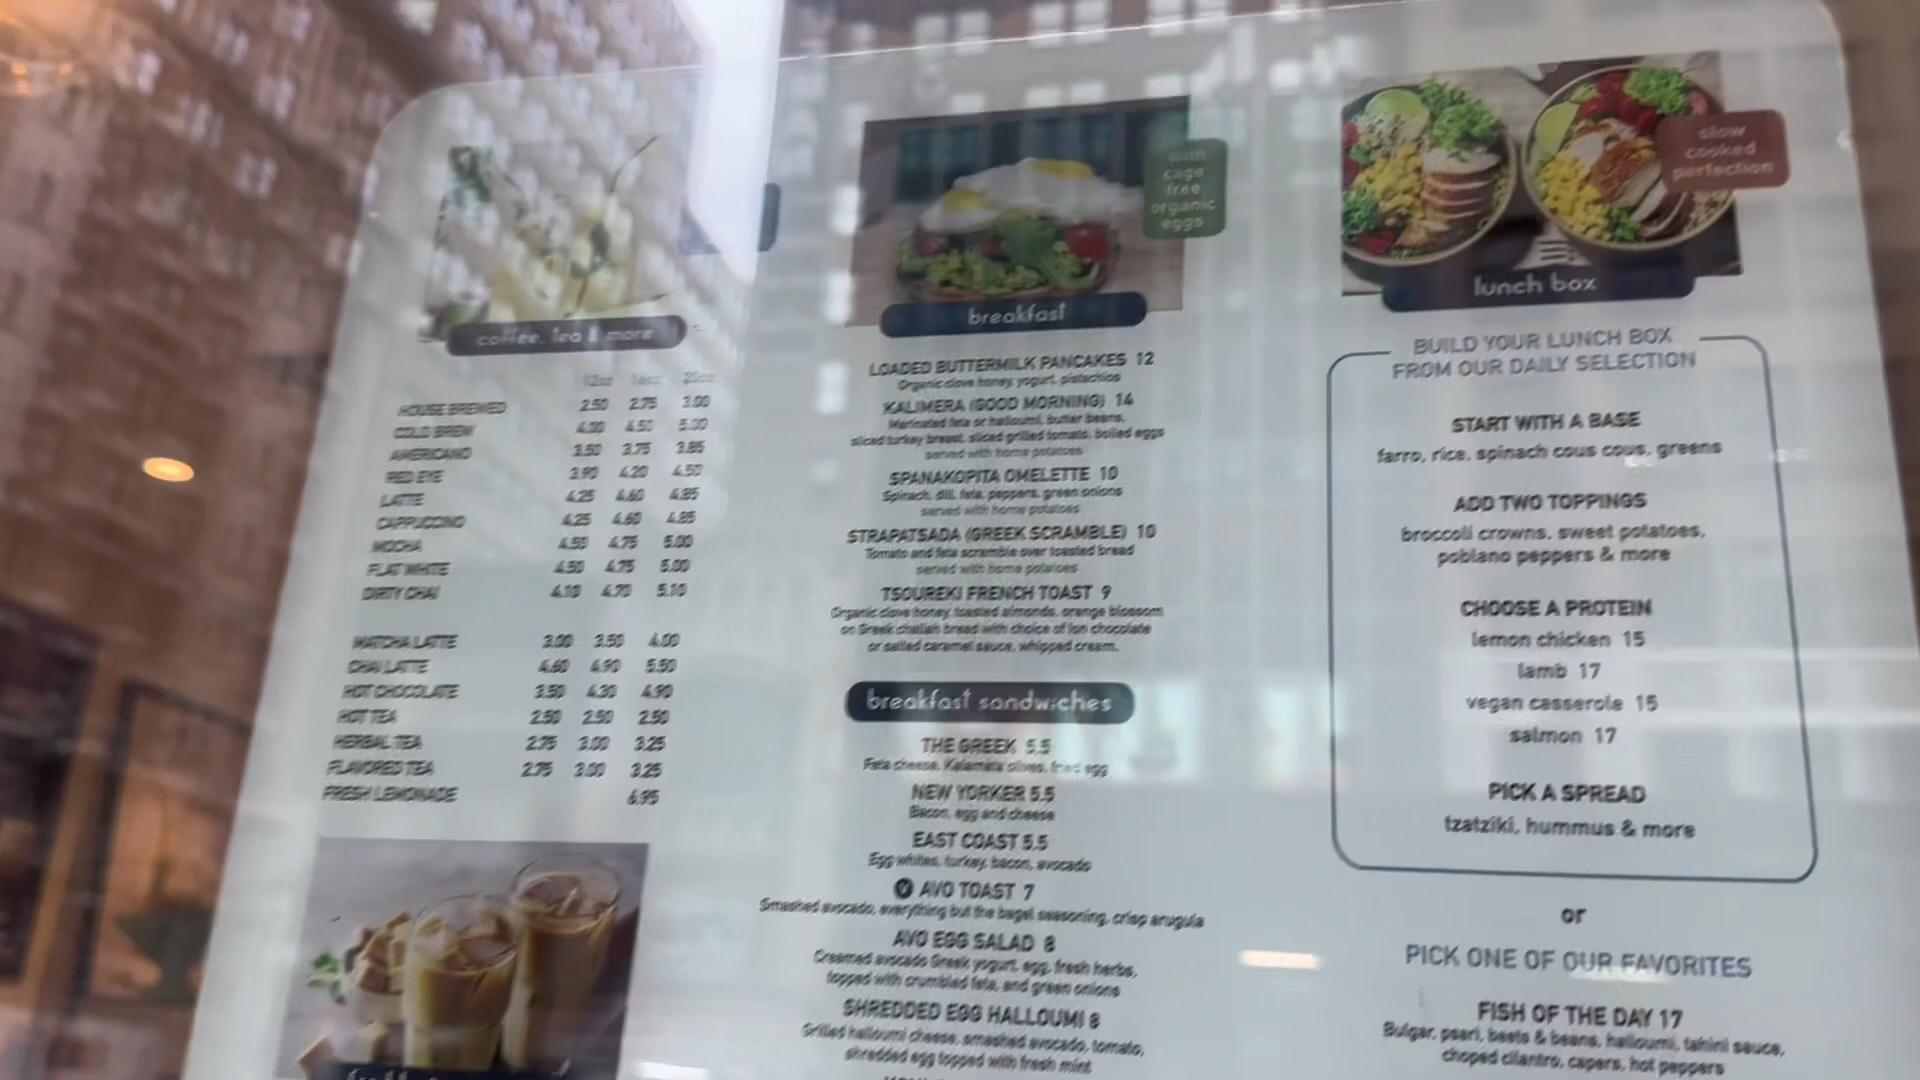 coffee, tea & more
12oz 16oz 20oz
HOUSE BREWED 2.50 2.75 3.00
COLD BREW 4.00 4.50 5.00
AMERICANO 3.50 3.75 3.85
RED EYE 3.90 4.20 4.50
LATTE 4.25 4.60 4.85
CAPPUCCINO 4.25 4.60 4.85
MOCHA 4.50 4.75 5.00
FLAT WHITE 4.50 4.75 5.00
DIRTY CHAI 4.10 4.70 5.10
MATCHA LATTE 3.00 3.50 4.00
CHAI LATTE 4.60 4.90 5.50
HOT CHOCOLATE 3.50 4.30 4.90
HOT TEA 2.50 2.50 2.50
HERBAL TEA 2.75 3.00 3.25
FLAVORES TEA 2.75 3.00 3.25
FRESH LEMONADE 6.95
with
cage
free
organic
eggs
breakfast
LOADED BUTTERMILK PANCAKES 12
Organic clove honey, yogurt, pistachios
KALIMERA (GOOD MORNING) 14
Marinated feta or halloumi, butter beans,
sliced turkey breast, sliced grilled tomato, boiled eggs
served with home potatoes
SPANAKOPITA OMELETTE 10
Spinach, dill, feta, peppers, green onions
served with home potatoes
STRAPATSADA (GREEK SCRAMBLE) 10
Tomato and feta scramble over toasted bread
served with home potatoes
TSOUREKI FRENCH TOAST 9
Organic clove honey, toasted almonds, orange blossom
on Greek challah bread with choice of Ion chocolate
or salted caramel sauce, whipped cream.
breakfast sandwiches
THE GREEK 5.5
Feta cheese, Kalamata olives, fried egg
NEW YORKER 5.5
Bacon, egg and cheese
EAST COAST 5.5
Egg whites, turkey, bacon, avocado
V AVO TOAST 7
Smashed avocado, everything but the bagel seasoning, crisp arugula
AVO EGG SALAD 8
Creamed avocado Greek yogurt, egg, fresh herbs,
topped with crumbled feta, and green onions
SHREDDED EGG HALLOUMI 8
Grilled halloumi cheese, smashed avocado, tomato,
shredded egg topped with fresh mint
slow
cooked
perfection
lunch box
BUILD YOUR LUNCH BOX
FROM OUR DAILY SELECTION
START WITH A BASE
farro, rice, spinach cous cous, greens
ADD TWO TOPPINGS
broccoli crowns, sweet potatoes,
poblano peppers & more
CHOOSE A PROTEIN
lemon chicken 15
lamb 17
vegan casserole 15
salmon 17
PICK A SPREAD
tzatziki, hummus & more
or
PICK ONE OF OUR FAVORITES
FISH OF THE DAY 17
Bulgar, pearl, beets & beans, halloumi, tahini sauce,
choped cilantro, capers, hot peppers